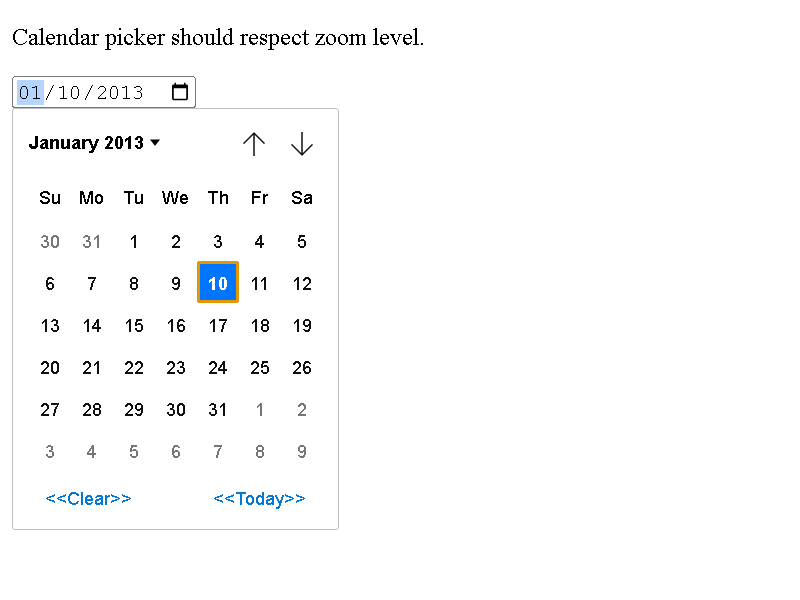 Calendar picker should respect zoom level.
01/10/2013
January 2013
Su Mo Tu We Th Fr Sa
30 31 1 2 3 4 5
6 7 8 9 10 11 12
13 14 15 16 17 18 19
20 21 22 23 24 25 26
27 28 29 30 31 1 2
3 4 5 6 7 8 9
<<Clear>> <<Today>>